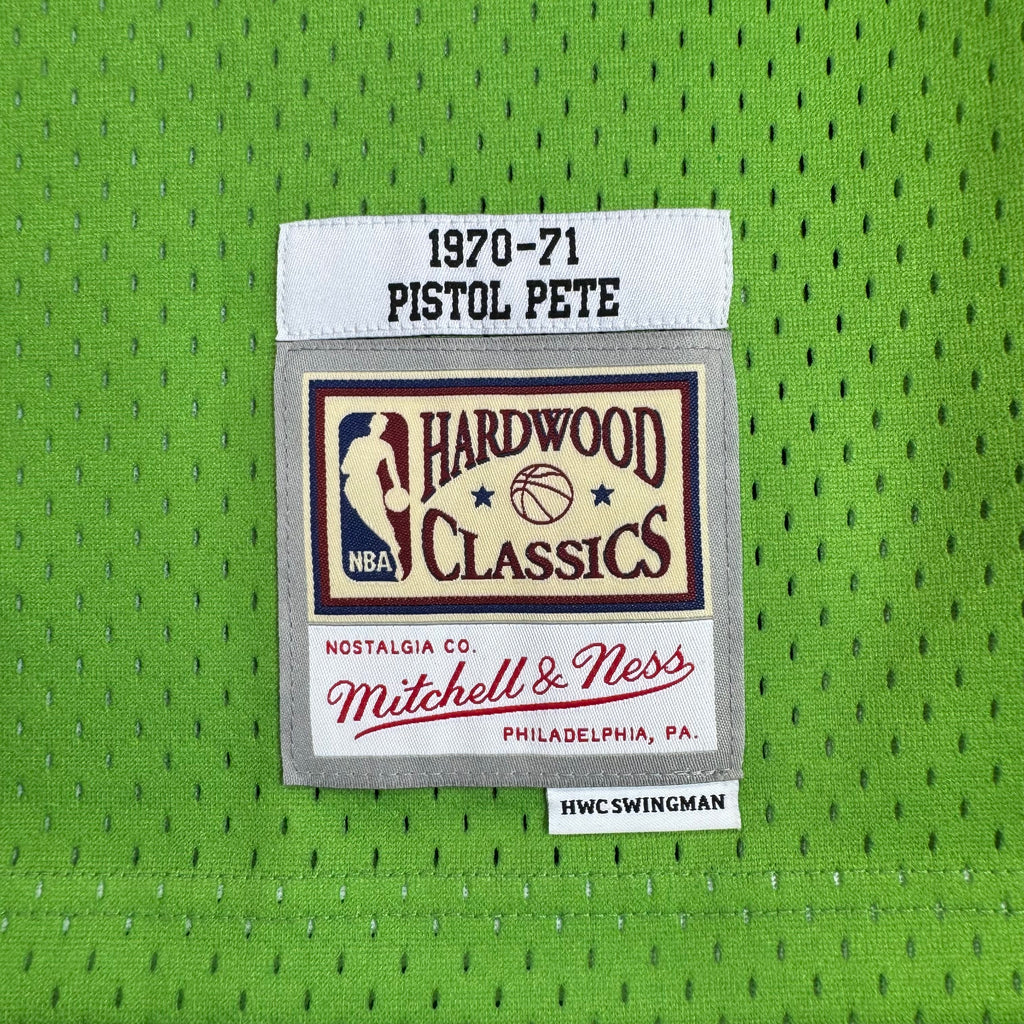 1970-71
PISTOL PETE
HARDWOOD
CLASSICS
NBA
NOSTALGIA CO.
Mitchell & Ness
PHILADELPHIA, PA.
HWC SWINGMAN